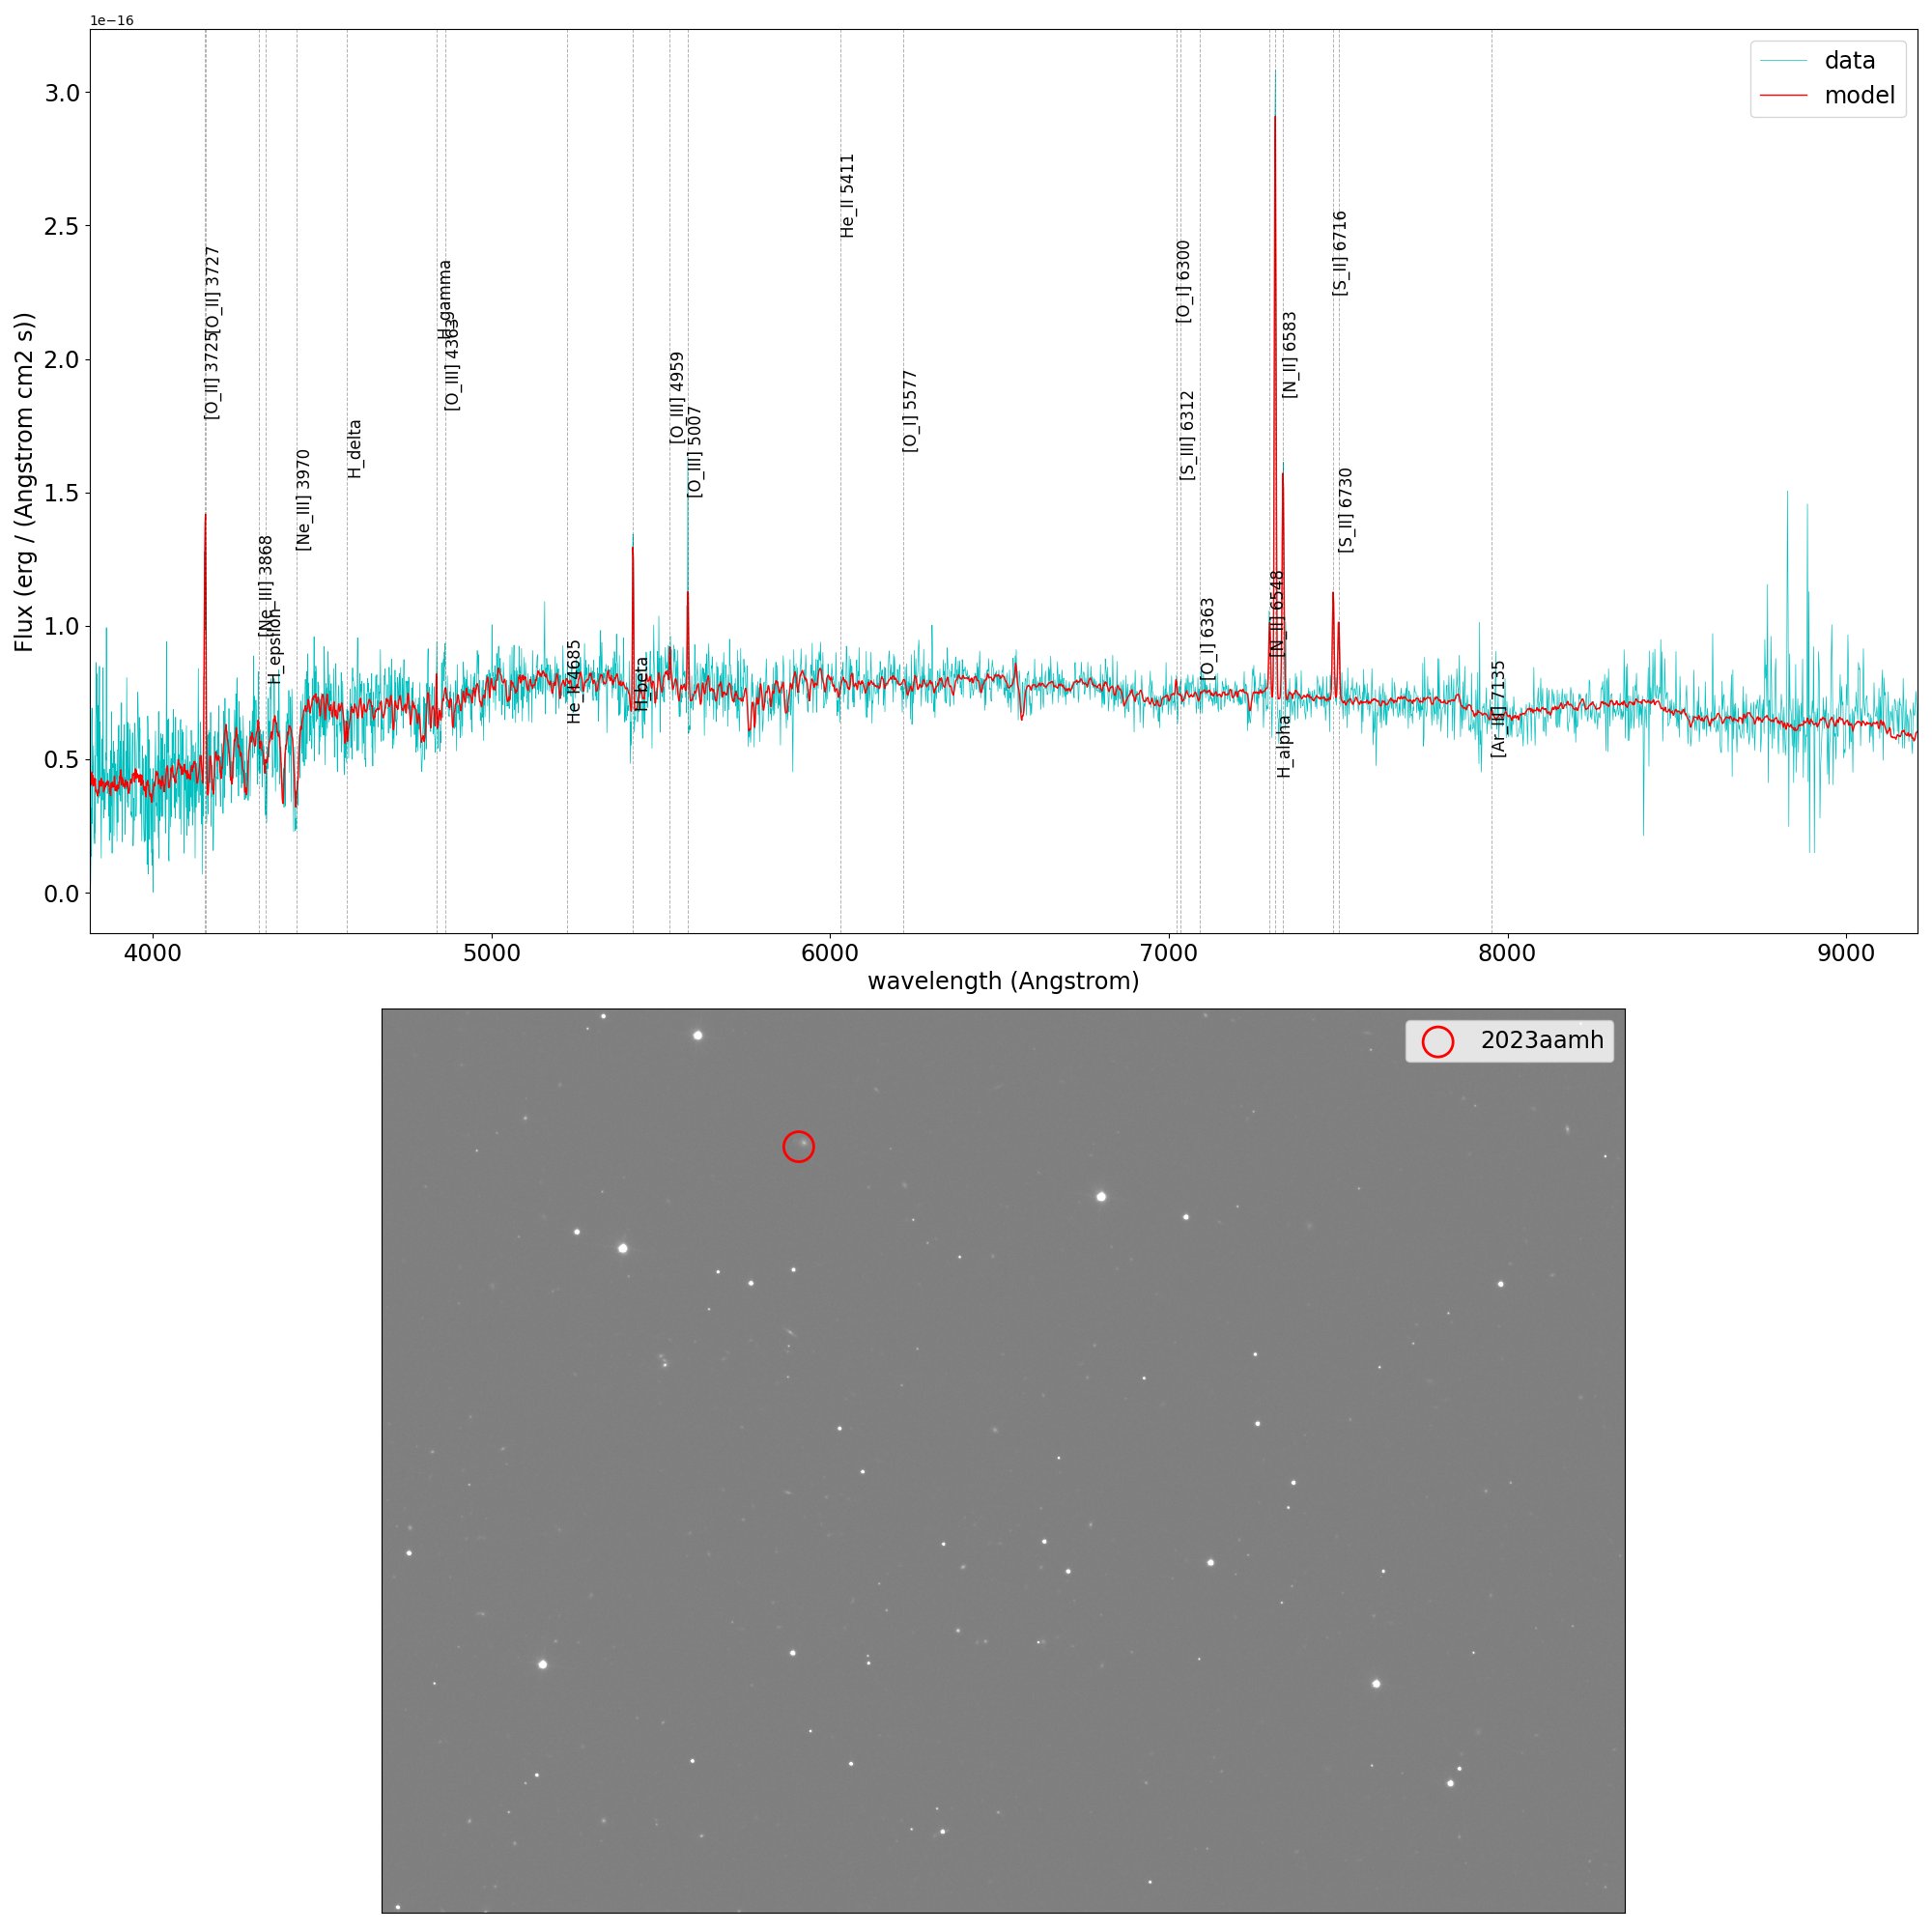 1e−16
data
model
3.0
2.5
2.0
1.5
1.0
0.5
0.0
Flux (erg / (Angstrom cm2 s))
[O_II] 3725
[O_II] 3727
[Ne_III] 3868
H_epsilon
[Ne_III] 3970
H_delta
H_gamma
[O_III] 4363
He_II 4685
H_beta
[O_III] 4959
[O_III] 5007
He_II 5411
[O_I] 5577
[O_I] 6300
[S_III] 6312
[O_I] 6363
[N_II] 6548
H_alpha
[N_II] 6583
[S_II] 6716
[S_II] 6730
[Ar_III] 7135
4000 5000 6000 7000 8000 9000
wavelength (Angstrom)
2023aamh